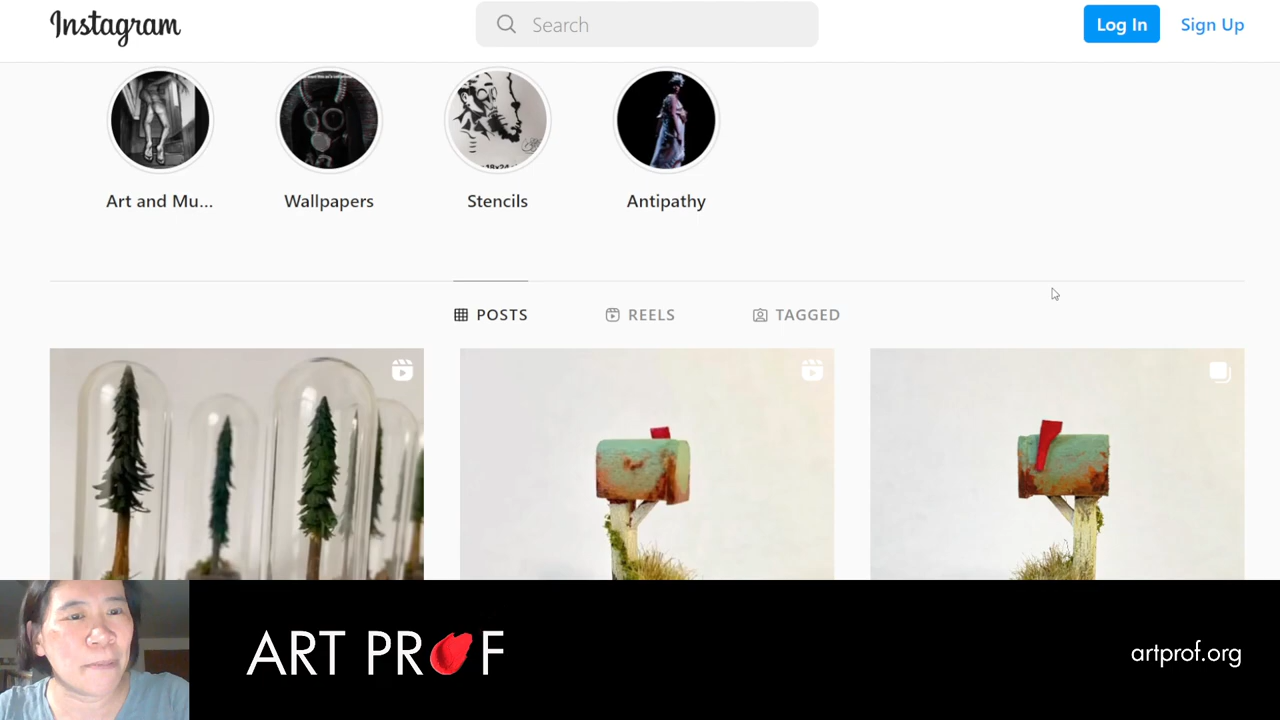 Instagram
Search
Log In
Sign Up
18x24
Art and Mu...
Wallpapers
Stencils
Antipathy
POSTS
REELS
TAGGED
ART PROF
artprof.org